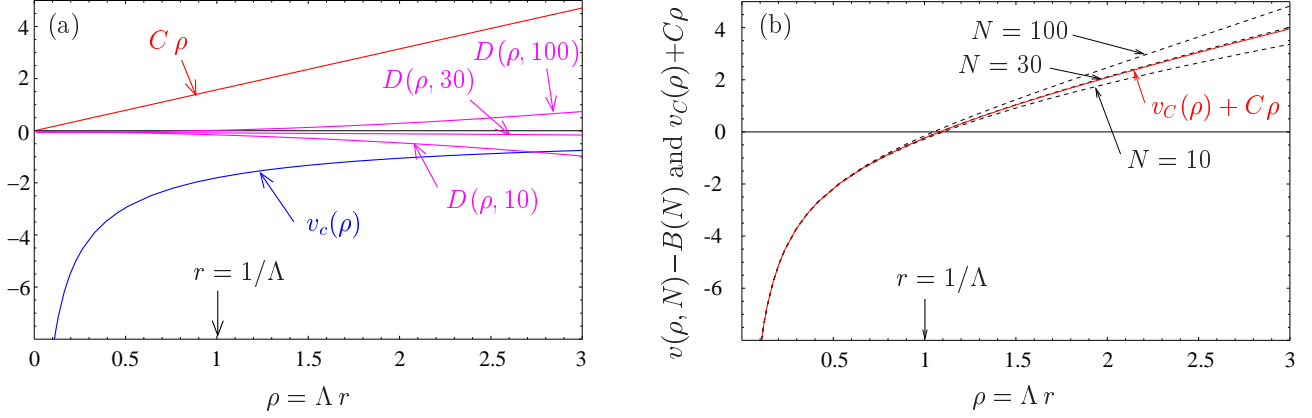 (a)
4
2
0
−2
−4
−6
C ρ
D(ρ, 100)
D(ρ, 30)
D(ρ, 10)
v_c(ρ)
r = 1/Λ
0 0.5 1 1.5 2 2.5 3
ρ = Λ r
(b)
v(ρ, N)−B(N) and v_C(ρ)+Cρ
4
2
0
-2
-4
-6
N = 100
N = 30
v_C(ρ) + Cρ
N = 10
r = 1/Λ
0.5 1 1.5 2 2.5 3
ρ = Λ r